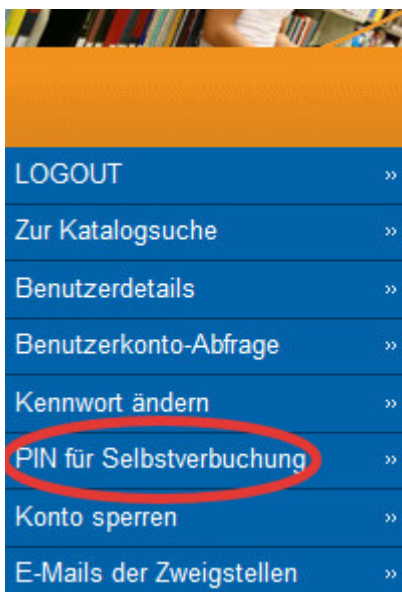 LOGOUT »
Zur Katalogsuche »
Benutzerdetails »
Benutzerkonto-Abfrage »
Kennwort ändern »
PIN für Selbstverbuchung »
Konto sperren »
E-Mails der Zweigstellen »